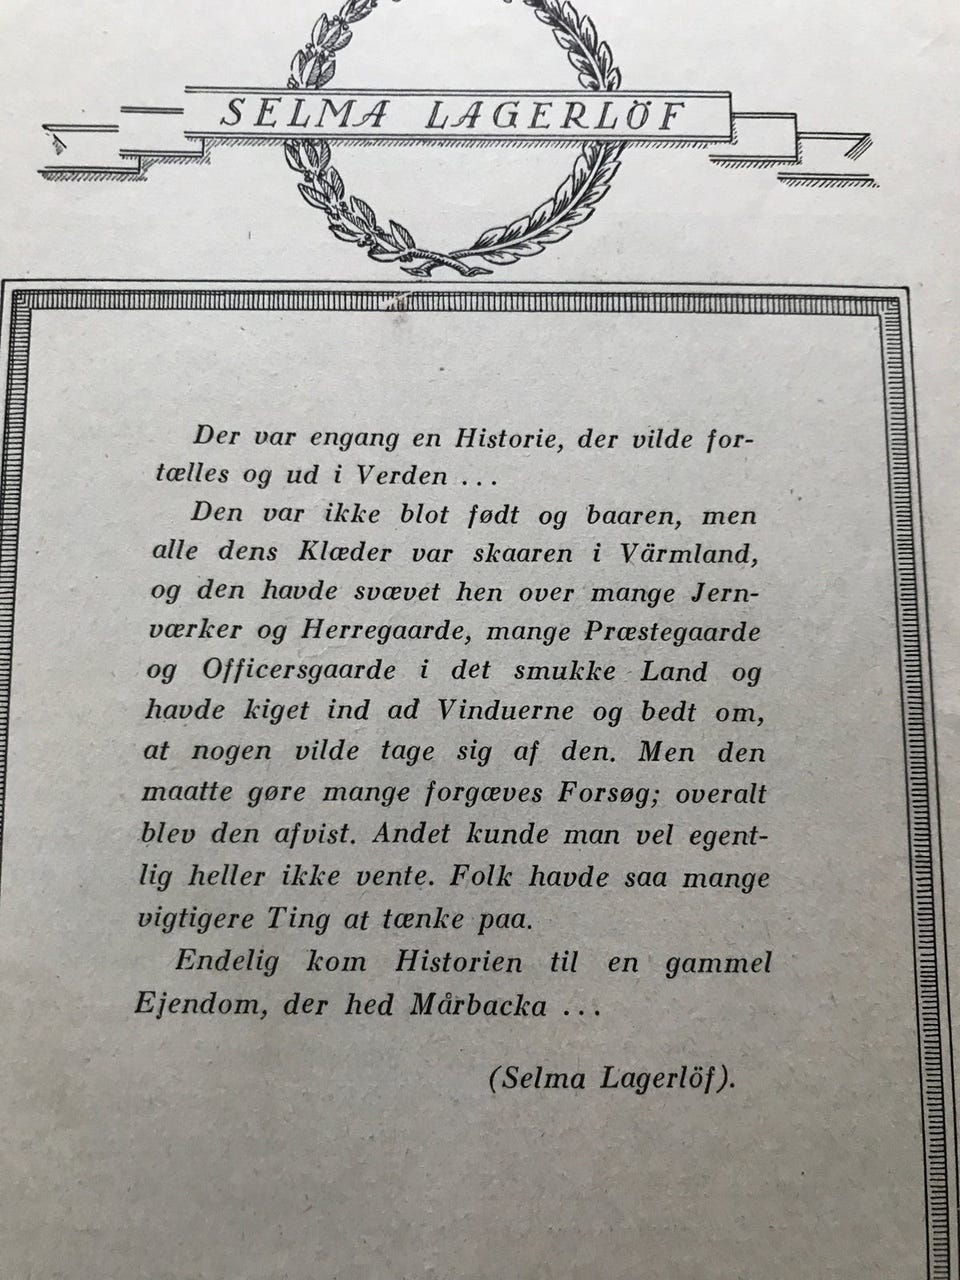 SELMA LAGERLÖF
Der var engang en Historie, der vilde for-
tælles og ud i Verden ...
Den var ikke blot født og baaren, men
alle dens Klæder var skaaren i Värmland,
og den havde svævet hen over mange Jern-
værker og Herregaarde, mange Præstegaarde
og Officersgaarde i det smukke Land og
havde kiget ind ad Vinduerne og bedt om,
at nogen vilde tage sig af den. Men den
maatte gøre mange forgæves Forsøg; overalt
blev den afvist. Andet kunde man vel egent-
lig heller ikke vente. Folk havde saa mange
vigtigere Ting at tænke paa.
Endelig kom Historien til en gammel
Ejendom, der hed Mårbacka ...
(Selma Lagerlöf).